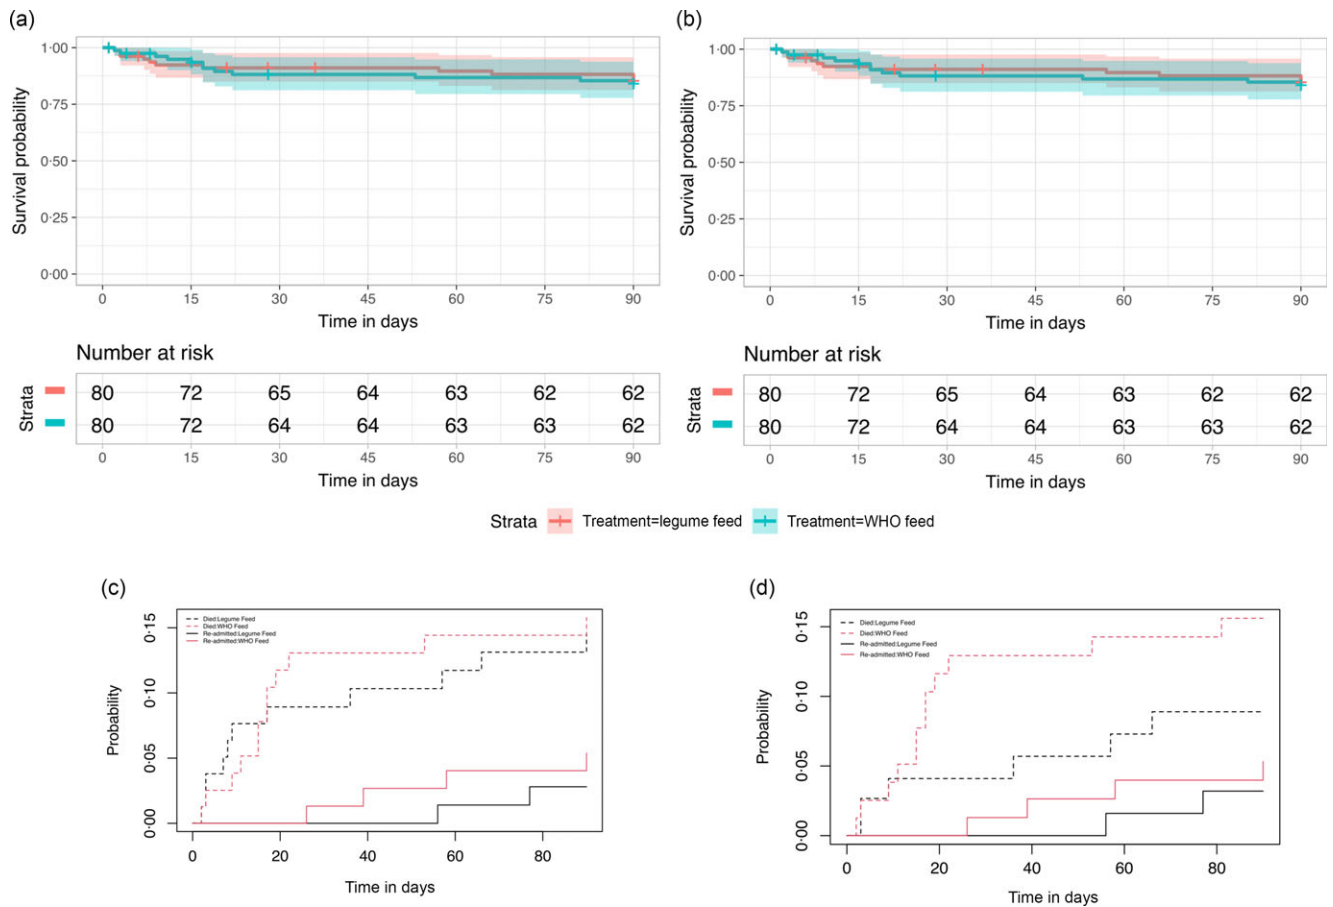 (a)
1·00
0·75
0·50
0·25
0·00
Survival probability
0 15 30 45 60 75 90
Time in days
Number at risk
Strata
80 72 65 64 63 62 62
80 72 64 64 63 63 62
0 15 30 45 60 75 90
Time in days
(b)
1·00
0·75
0·50
0·25
0·00
Survival probability
0 15 30 45 60 75 90
Time in days
Number at risk
Strata
80 72 65 64 63 62 62
80 72 64 64 63 63 62
0 15 30 45 60 75 90
Time in days
Strata Treatment=legume feed Treatment=WHO feed
(c)
Died:Legume Feed
Died:WHO Feed
Re-admitted:Legume Feed
Re-admitted:WHO Feed
0·15
0·10
0·05
0·00
Probability
0 20 40 60 80
Time in days
(d)
Died:Legume Feed
Died:WHO Feed
Re-admitted:Legume Feed
Re-admitted:WHO Feed
0·15
0·10
0·05
0·00
Probability
0 20 40 60 80
Time in days